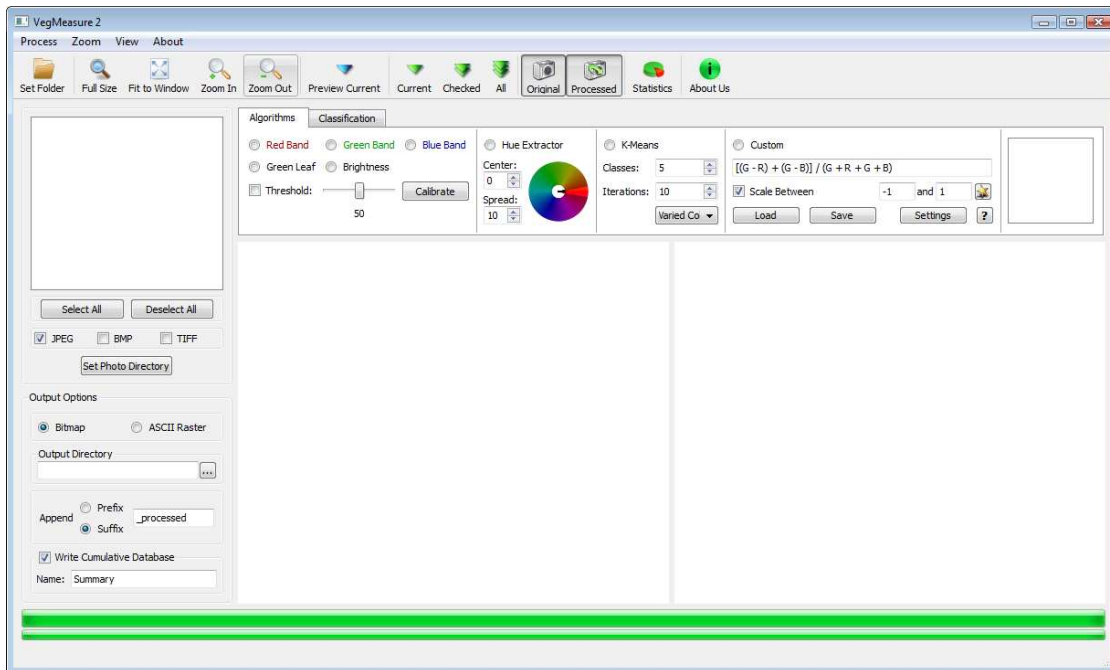 VegMeasure 2
Process Zoom View About
Set Folder Full Size Fit to Window Zoom In Zoom Out Preview Current Current Checked All Original Processed Statistics About Us
Algorithms Classification
Red Band Green Band Blue Band
Green Leaf Brightness
Threshold: Calibrate
50
Hue Extractor
Center:
0
Spread:
10
K-Means
Classes: 5
Iterations: 10
Varied Co
Custom
[(G - R) + (G - B)] / (G + R + G + B)
Scale Between -1 and 1
Load Save Settings ?
Select All Deselect All
JPEG BMP TIFF
Set Photo Directory
Output Options
Bitmap ASCII Raster
Output Directory
...
Append Prefix
Suffix
_processed
Write Cumulative Database
Name: Summary